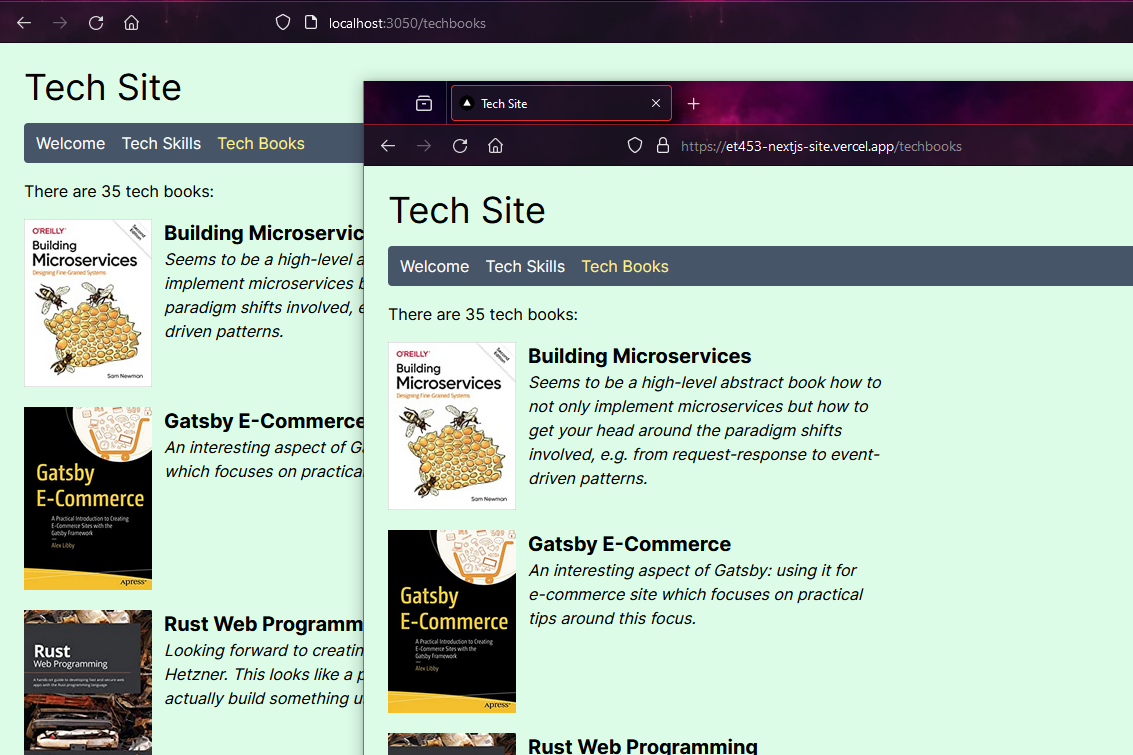 localhost:3050/techbooks
Tech Site
Welcome Tech Skills Tech Books
There are 35 tech books:
O'REILLY®
Second Edition
Building
Microservices
Designing Fine-Grained Systems
Sam Newman
Building Microservic
Seems to be a high-level a
implement microservices b
paradigm shifts involved, e
driven patterns.
Gatsby
E-Commerce
A Practical Introduction to Creating
E-Commerce Sites with the
Gatsby Framework
Alex Libby
Apress®
Gatsby E-Commerce
An interesting aspect of Ga
which focuses on practical
Rust
Web Programming
A hands-on guide to developing fast and secure web
apps with the Rust programming language
Rust Web Programm
Looking forward to creatin
Hetzner. This looks like a p
actually build something u
Tech Site
https://et453-nextjs-site.vercel.app/techbooks
Tech Site
Welcome Tech Skills Tech Books
There are 35 tech books:
O'REILLY®
Second Edition
Building
Microservices
Designing Fine-Grained Systems
Sam Newman
Building Microservices
Seems to be a high-level abstract book how to
not only implement microservices but how to
get your head around the paradigm shifts
involved, e.g. from request-response to event-
driven patterns.
Gatsby
E-Commerce
A Practical Introduction to Creating
E-Commerce Sites with the
Gatsby Framework
Alex Libby
Apress®
Gatsby E-Commerce
An interesting aspect of Gatsby: using it for
e-commerce site which focuses on practical
tips around this focus.
Rust Web Programming